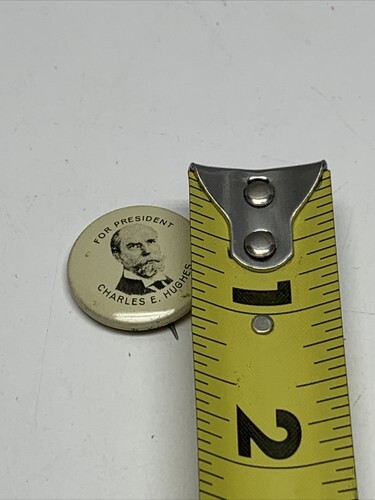 FOR PRESIDENT
CHARLES E. HUGHES
1
2